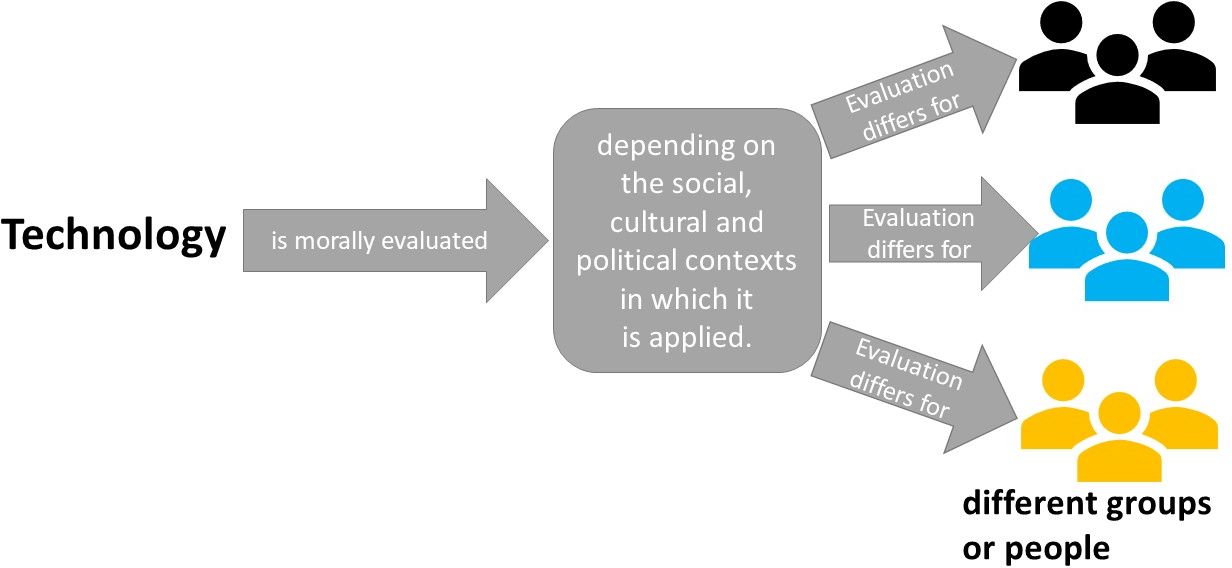 Technology
is morally evaluated
depending on
the social,
cultural and
political contexts
in which it
is applied.
Evaluation
differs for
Evaluation
differs for
Evaluation
differs for
different groups
or people